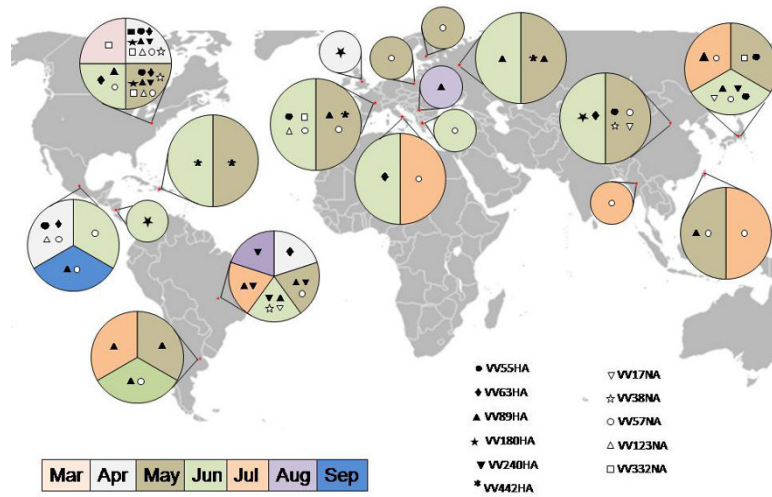 VV55HA
VV63HA
VV89HA
VV180HA
VV240HA
VV442HA
VV17NA
VV38NA
VV57NA
VV123NA
VV332NA
Mar Apr May Jun Jul Aug Sep